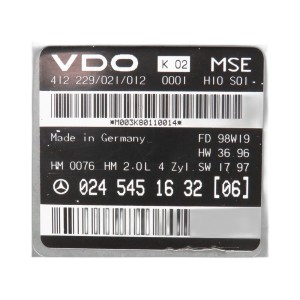 VDO K 02 MSE
412.229/021/012 0001 H10 S01
*M003K80110014*
Made in Germany FD 98W19
HW 36 96
HM 0076 HM 2.0L 4 Zyl. SW 17 97
024 545 16 32 [06]